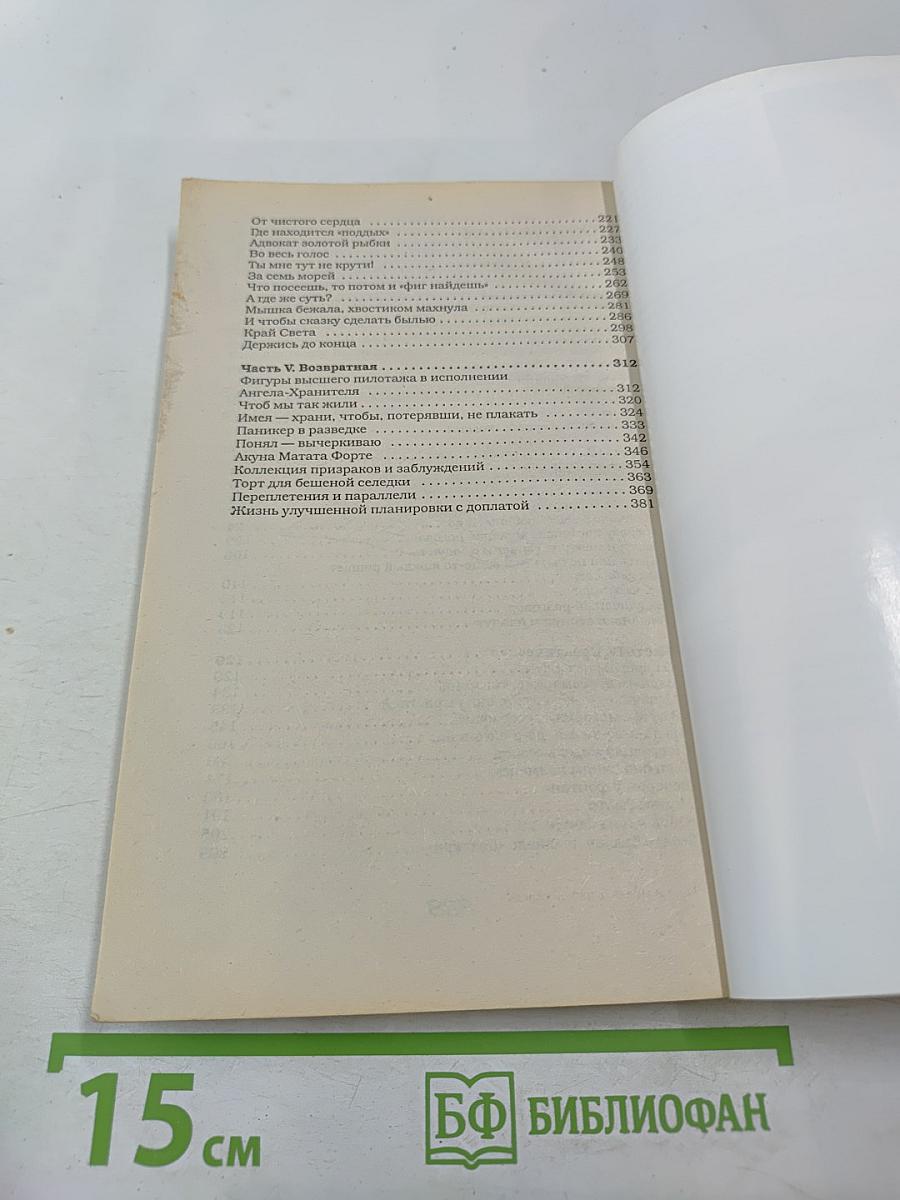 От чистого сердца ........ 221
Где находится «поддых» ........ 227
Адвокат золотой рыбки ........ 233
Во весь голос ........ 240
Ты мне тут не крути! ........ 248
За семь морей ........ 253
Что посеешь, то потом и «фиг найдешь» ........ 262
А где же суть? ........ 269
Мышка бежала, хвостиком махнула ........ 281
И чтобы сказку сделать былью ........ 286
Край Света ........ 298
Держись до конца ........ 307
Часть V. Возвратная ........ 312
Фигуры высшего пилотажа в исполнении
Ангела-Хранителя ........ 312
Чтоб мы так жили ........ 320
Имея — храни, чтобы, потерявши, не плакать ........ 324
Паникер в разведке ........ 333
Понял — вычеркиваю ........ 342
Акуна Матата Форте ........ 346
Коллекция призраков и заблуждений ........ 354
Торт для бешеной селедки ........ 363
Переплетения и параллели ........ 369
Жизнь улучшенной планировки с доплатой ........ 381
15 см
БФ БИБЛИОФАН